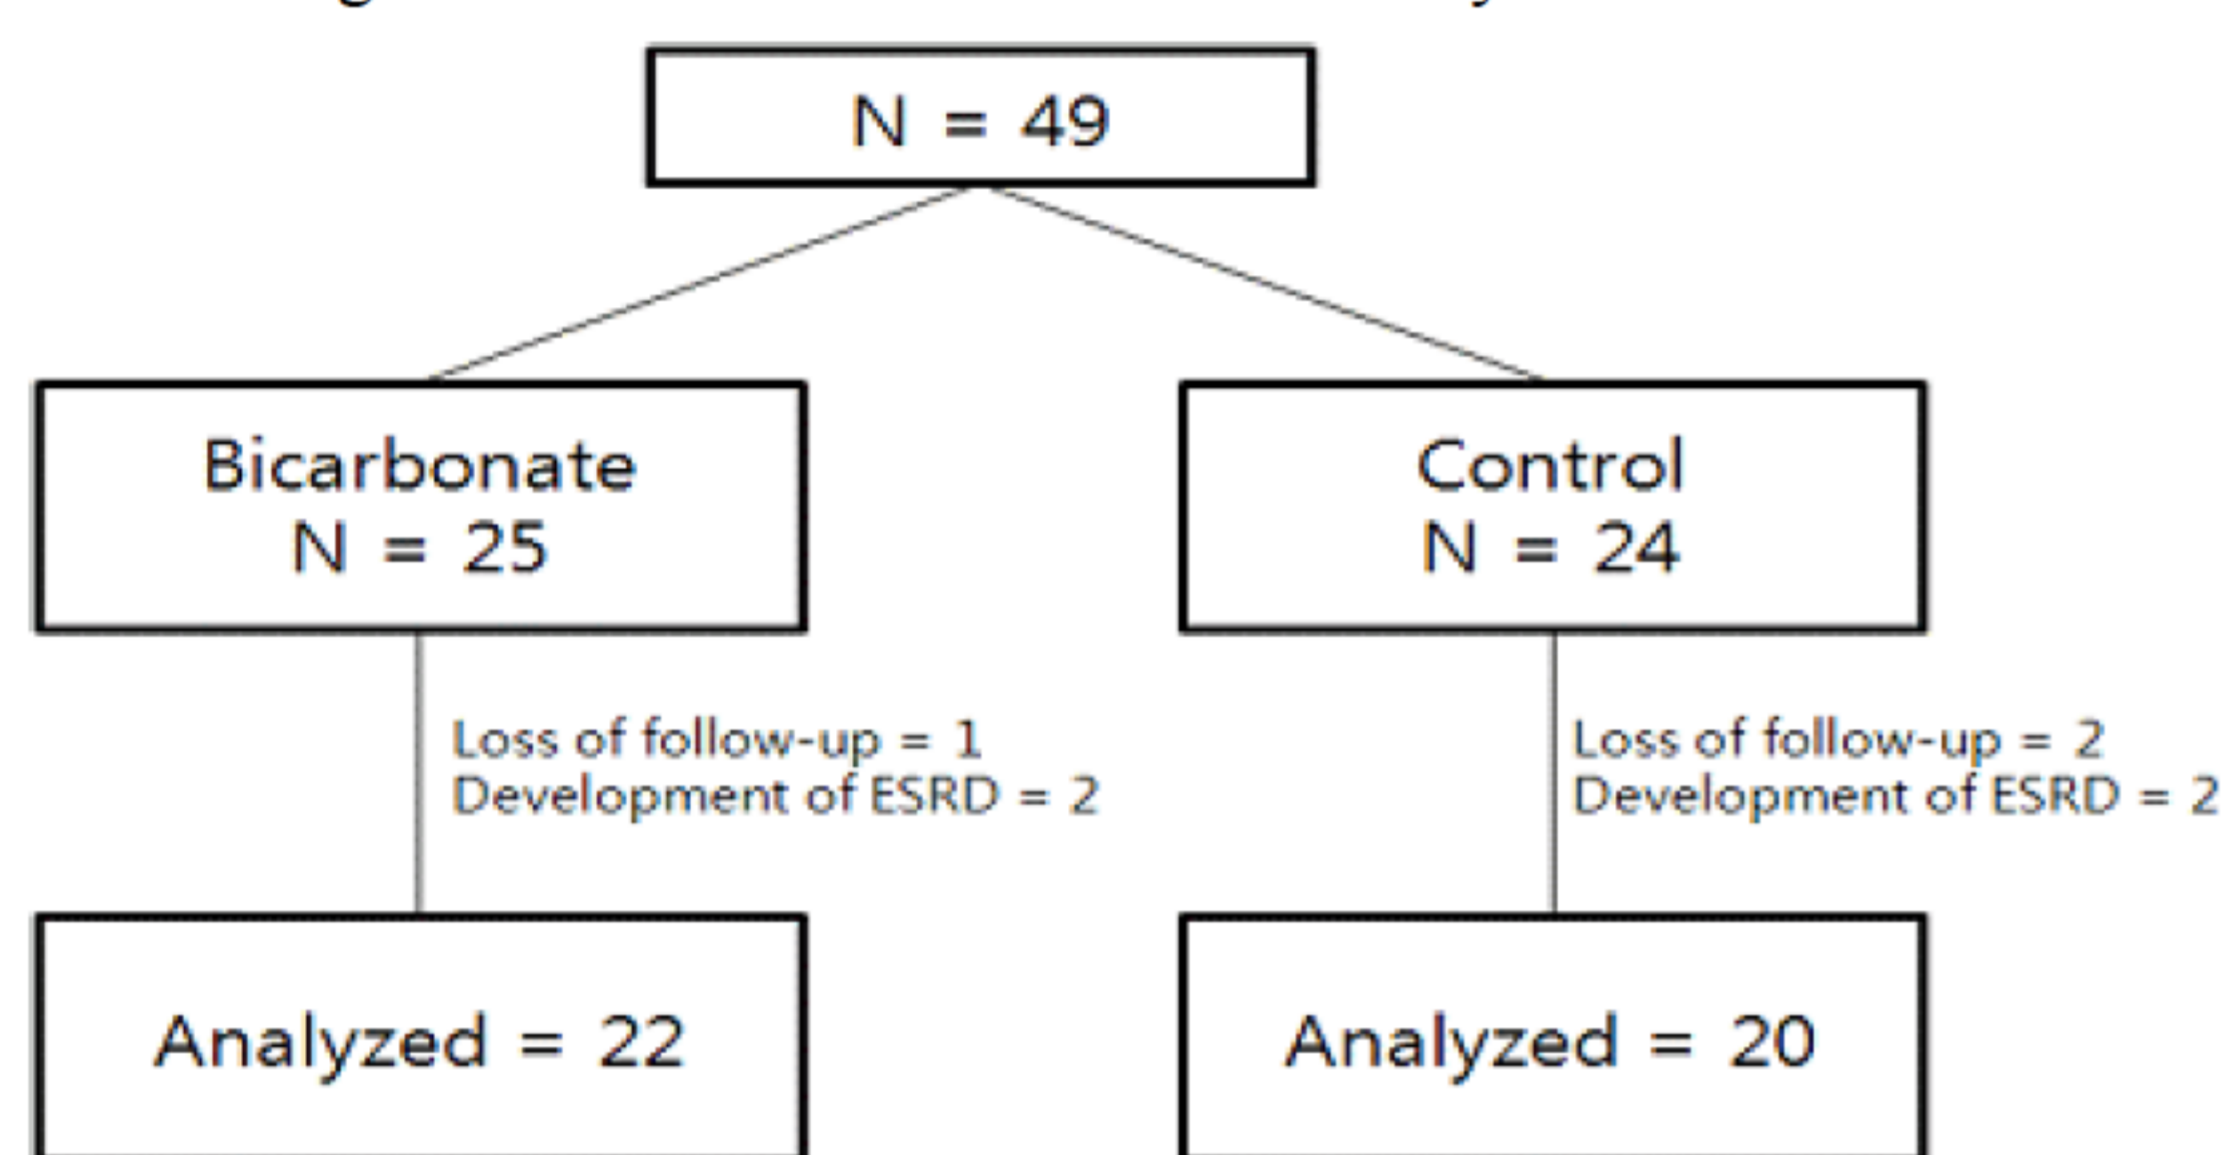 N = 49
Bicarbonate
N = 25
Control
N = 24
Loss of follow-up = 1
Development of ESRD = 2
Loss of follow-up = 2
Development of ESRD = 2
Analyzed = 22
Analyzed = 20